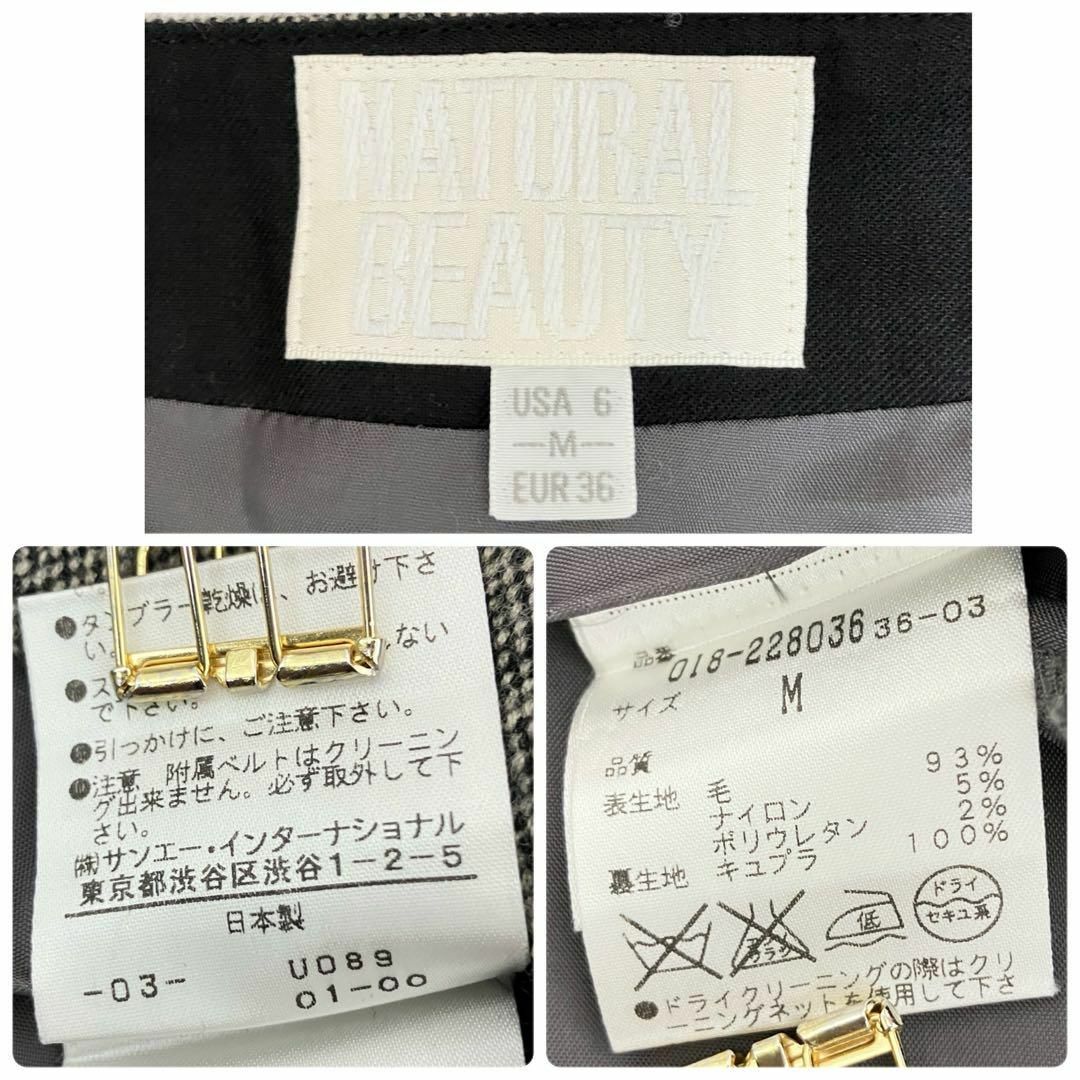 NATURAL
BEAUTY
USA 6
—M—
EUR 36
乾燥は、お避け下さ
い。
ない
で下さい。
●引っかけに、ご注意下さい。
●注意 附属ベルトはクリーニン
グ出来ません。必ず取外して下
さい。
㈱サンエー・インターナショナル
東京都渋谷区渋谷1-2-5
日本製
-03- U089
01-00
品番 018-228036 36-03
サイズ M
品質
表生地 毛 93%
ナイロン 5%
ポリウレタン 2%
裏生地 キュプラ 100%
ブラシ
低
ドライ
セキユ系
●ドライクリーニングの際はクリ
ーニングネットを使用して下さ